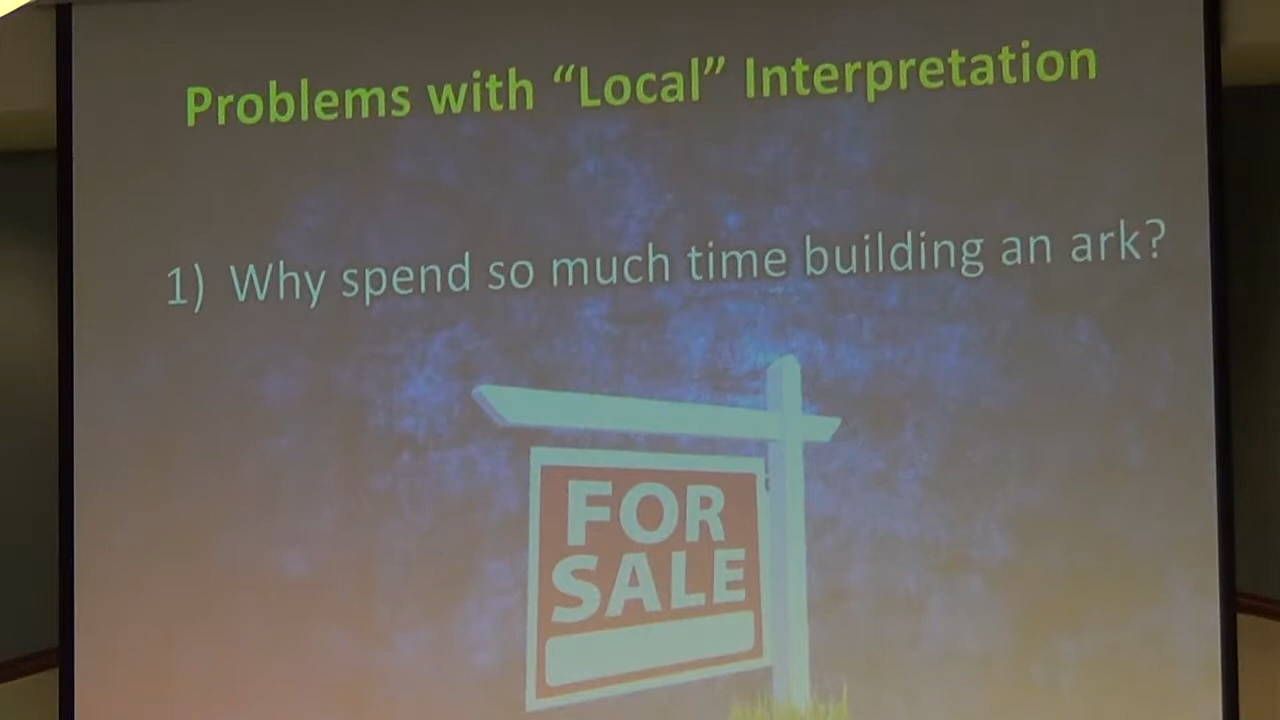 Problems with “Local” Interpretation
1) Why spend so much time building an ark?
FOR
SALE